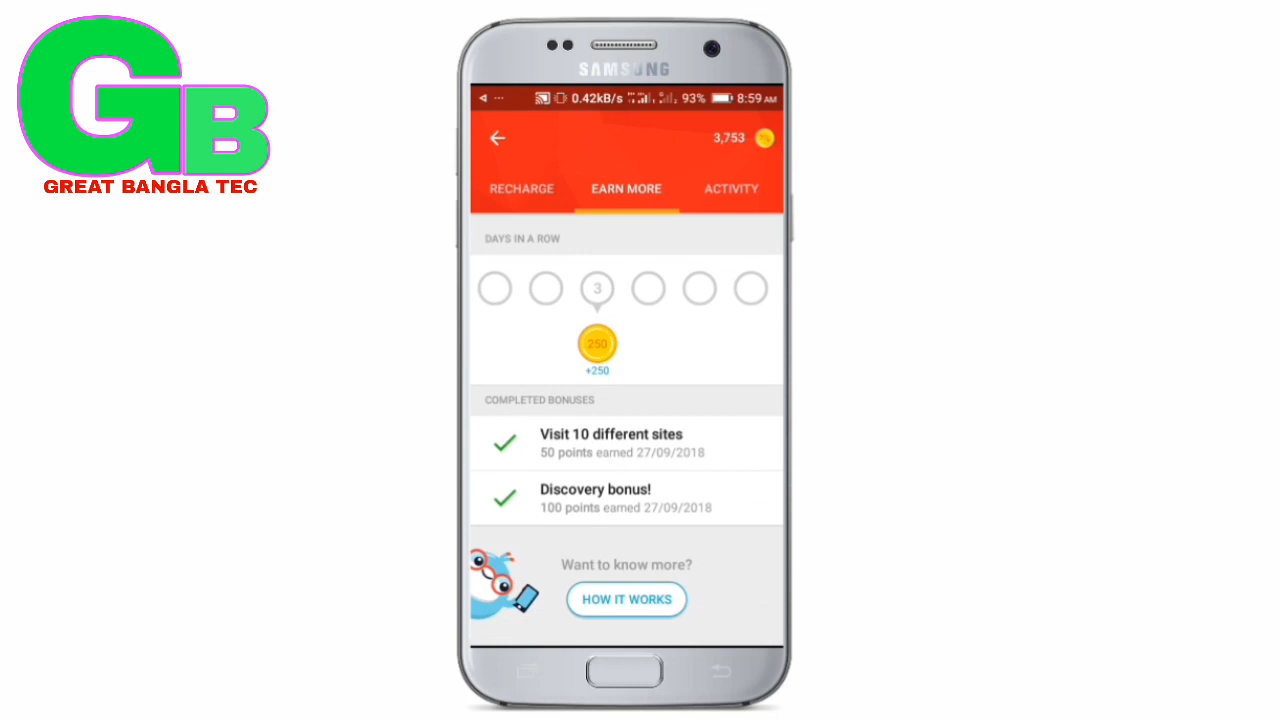 GB
GREAT BANGLA TEC
SAMSUNG
0.42kB/s 93% 8:59 AM
3,753
RECHARGE EARN MORE ACTIVITY
DAYS IN A ROW
3
250
+250
COMPLETED BONUSES
Visit 10 different sites
50 points earned 27/09/2018
Discovery bonus!
100 points earned 27/09/2018
Want to know more?
HOW IT WORKS